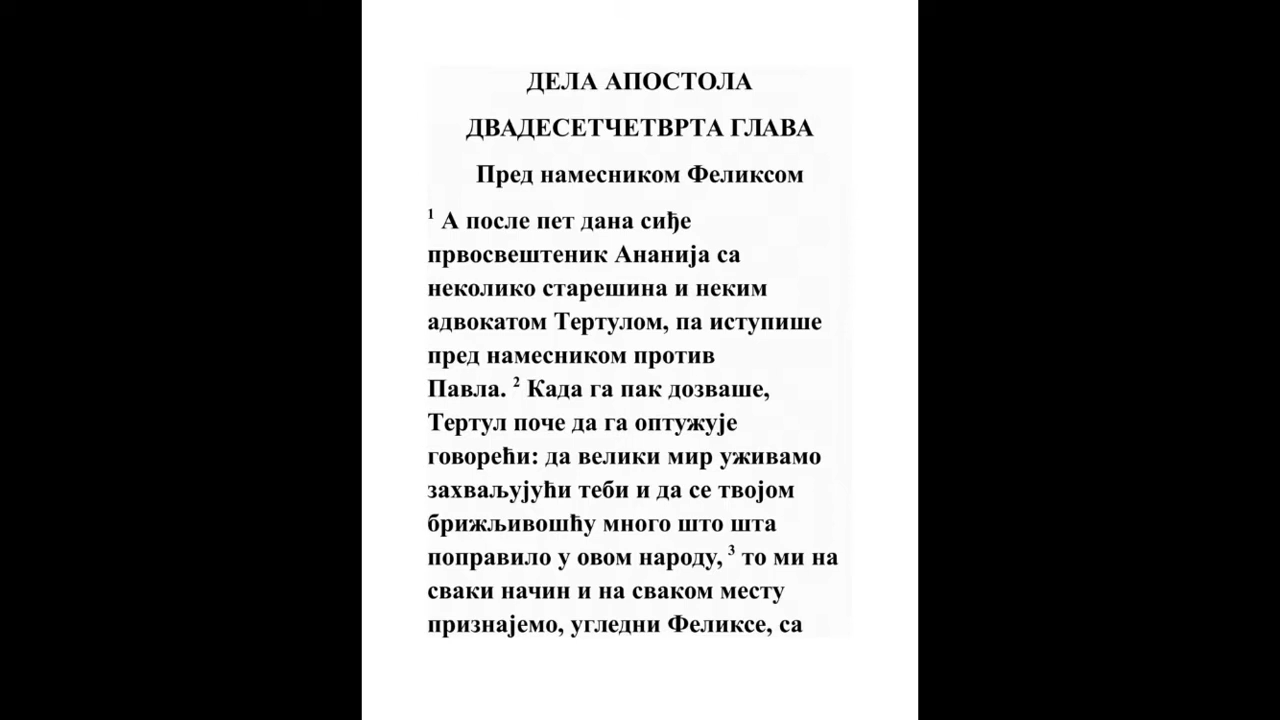 ДЕЛА АПОСТОЛА
ДВАДЕСЕТЧЕТВРТА ГЛАВА
Пред намесником Феликсом
1 А после пет дана сиђе
првосвештеник Ананија са
неколико старешина и неким
адвокатом Тертулом, па иступише
пред намесником против
Павла. 2 Када га пак дозваше,
Тертул поче да га оптужује
говорећи: да велики мир уживамо
захваљујући теби и да се твојом
брижљивошћу много што шта
поправило у овом народу, 3 то ми на
сваки начин и на сваком месту
признајемо, угледни Феликсе, са